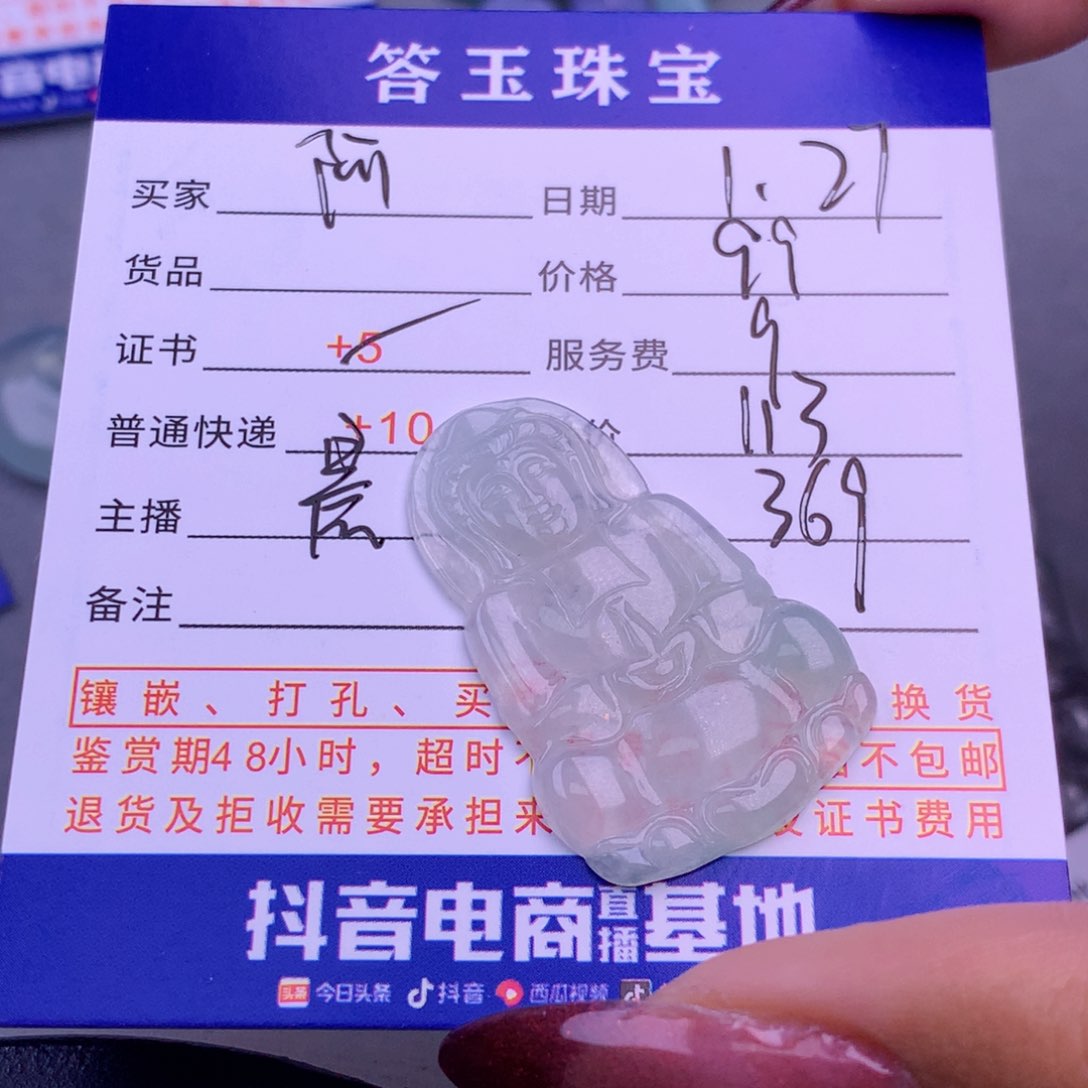 答玉珠宝
买家 阿 日期 1.27
货品 价格 99
证书 +5 服务费 9
普通快递 +10 价 113
主播 晨 369
备注
镶嵌、打孔、买 换货
鉴赏期48小时，超时不 不包邮
退货及拒收需要承担来 证书费用
抖音电商直播基地
头条 今日头条 抖音 西瓜视频